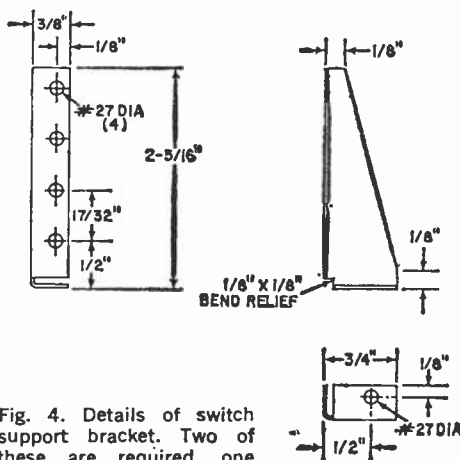 3/8"
1/8"
#27 DIA
(4)
2-5/16"
17/32"
1/2"
1/8"
1/8"
1/8" X 1/8"
BEND RELIEF
3/4"
1/8"
#27 DIA
1/2"
Fig. 4. Details of switch
support bracket. Two of
these are required, one